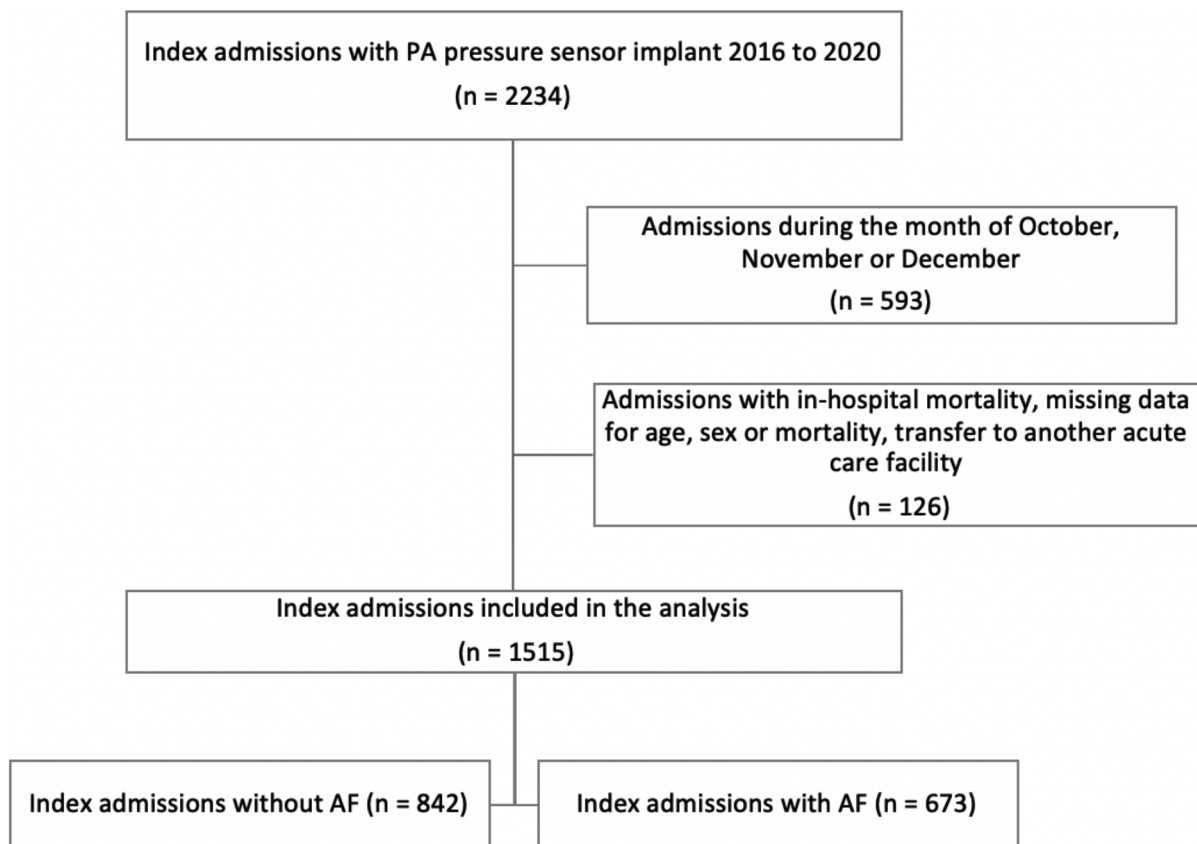 Index admissions with PA pressure sensor implant 2016 to 2020
(n = 2234)
Admissions during the month of October,
November or December
(n = 593)
Admissions with in-hospital mortality, missing data
for age, sex or mortality, transfer to another acute
care facility
(n = 126)
Index admissions included in the analysis
(n = 1515)
Index admissions without AF (n = 842)
Index admissions with AF (n = 673)